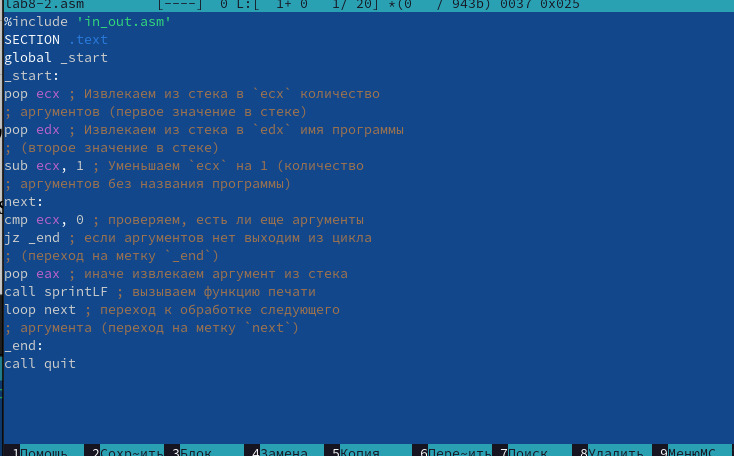 lab8-2.asm [----] 0 L:[ 1+ 0 1/ 20] *(0 / 943b) 0037 0x025
%include 'in_out.asm'
SECTION .text
global _start
_start:
pop ecx ; Извлекаем из стека в `ecx` количество
; аргументов (первое значение в стеке)
pop edx ; Извлекаем из стека в `edx` имя программы
; (второе значение в стеке)
sub ecx, 1 ; Уменьшаем `ecx` на 1 (количество
; аргументов без названия программы)
next:
cmp ecx, 0 ; проверяем, есть ли еще аргументы
jz _end ; если аргументов нет выходим из цикла
; (переход на метку `_end`)
pop eax ; иначе извлекаем аргумент из стека
call sprintLF ; вызываем функцию печати
loop next ; переход к обработке следующего
; аргумента (переход на метку `next`)
_end:
call quit
1Помощь 2Сохр~ить 3Блок 4Замена 5Копия 6Пере~ить 7Поиск 8Удалить 9МенюМС